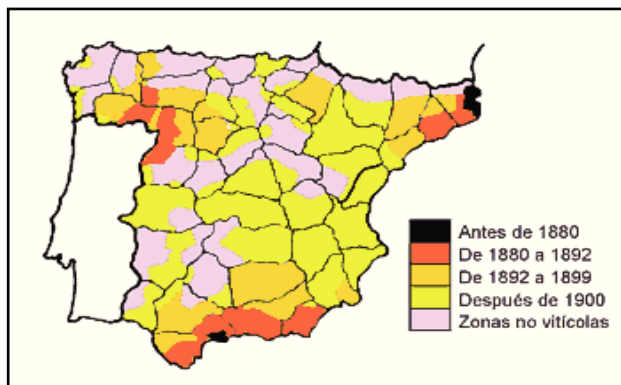 Antes de 1880
De 1880 a 1892
De 1892 a 1899
Después de 1900
Zonas no vitícolas